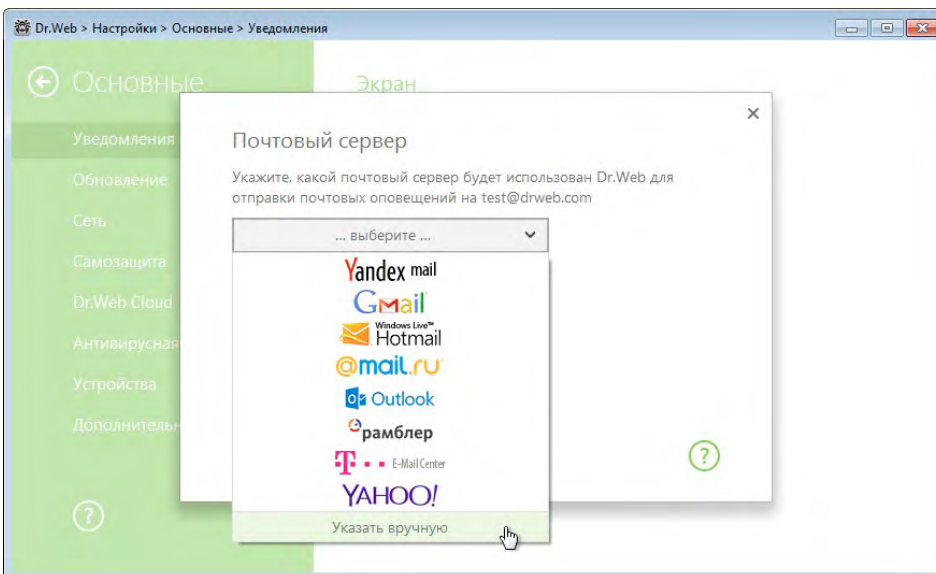 Dr.Web > Настройки > Основные > Уведомления
Основные
Экран
Уведомления
Обновление
Сеть
Самозащита
Dr.Web Cloud
Антивирусная
Устройства
Дополнительн
Почтовый сервер
Укажите, какой почтовый сервер будет использован Dr.Web для
отправки почтовых оповещений на test@drweb.com
... выберите ...
Yandex mail
Gmail
Windows Live™
Hotmail
@mail.ru
Outlook
рамблер
T E-Mail Center
YAHOO!
Указать вручную